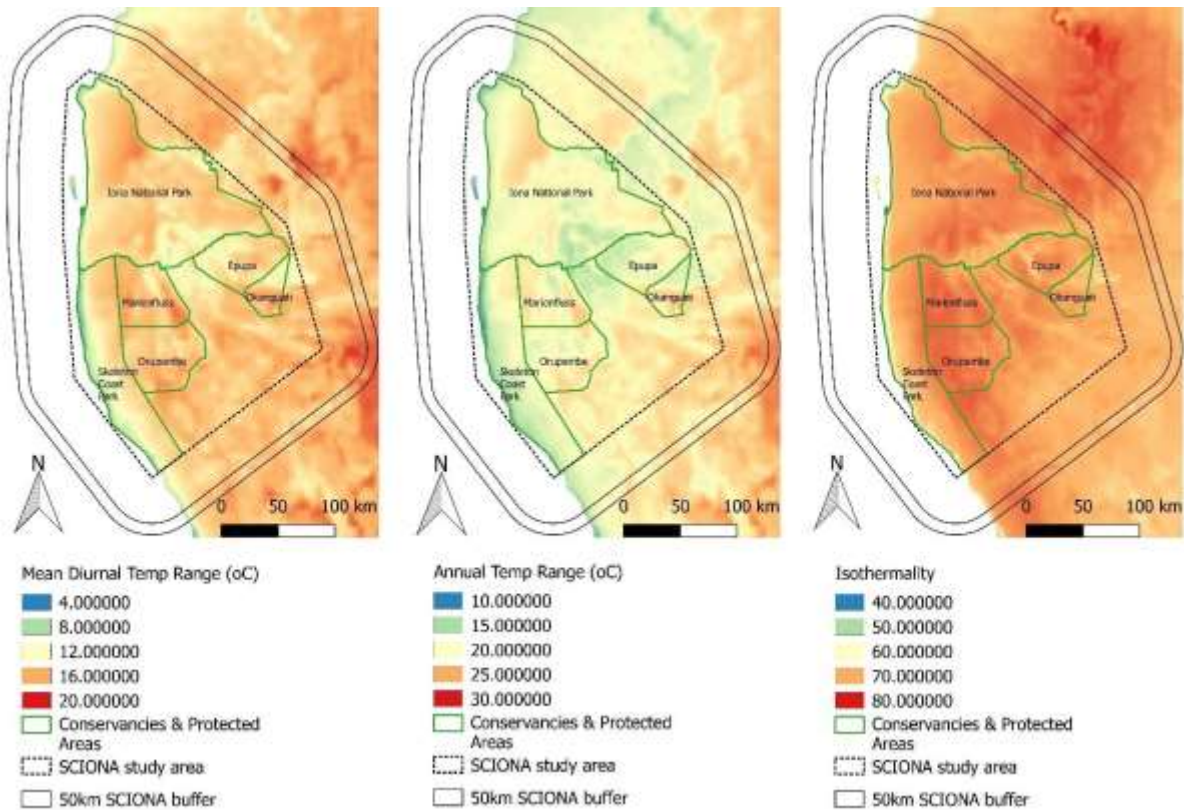 Iona National Park
Epupa
Okanguati
Marienfluss
Orupembe
Skeleton
Coast
Park
N
0 50 100 km
Mean Diurnal Temp Range (oC)
4.000000
8.000000
12.000000
16.000000
20.000000
Conservancies & Protected
Areas
SCIONA study area
50km SCIONA buffer
Iona National Park
Epupa
Okanguati
Marienfluss
Orupembe
Skeleton
Coast
Park
N
0 50 100 km
Annual Temp Range (oC)
10.000000
15.000000
20.000000
25.000000
30.000000
Conservancies & Protected
Areas
SCIONA study area
50km SCIONA buffer
Iona National Park
Epupa
Okanguati
Marienfluss
Orupembe
Skeleton
Coast
Park
N
0 50 100 km
Isothermality
40.000000
50.000000
60.000000
70.000000
80.000000
Conservancies & Protected
Areas
SCIONA study area
50km SCIONA buffer